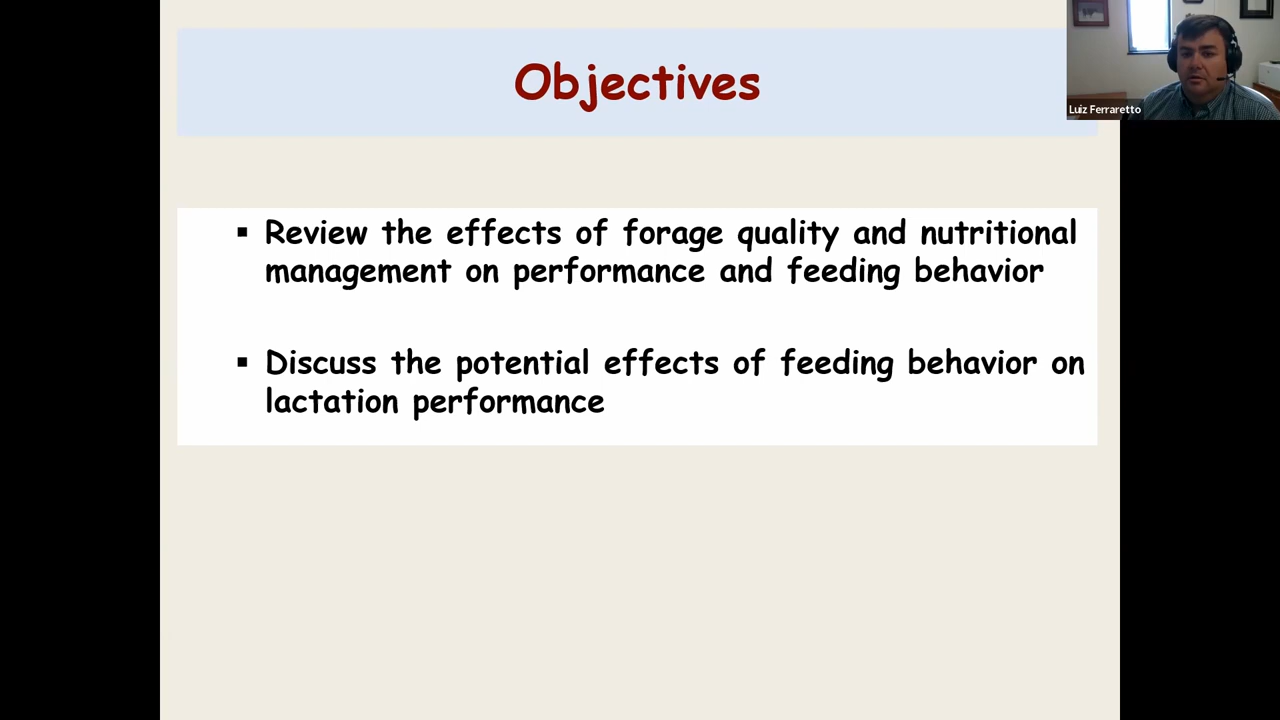 Objectives
Luiz Ferraretto
▪ Review the effects of forage quality and nutritional
management on performance and feeding behavior
▪ Discuss the potential effects of feeding behavior on
lactation performance